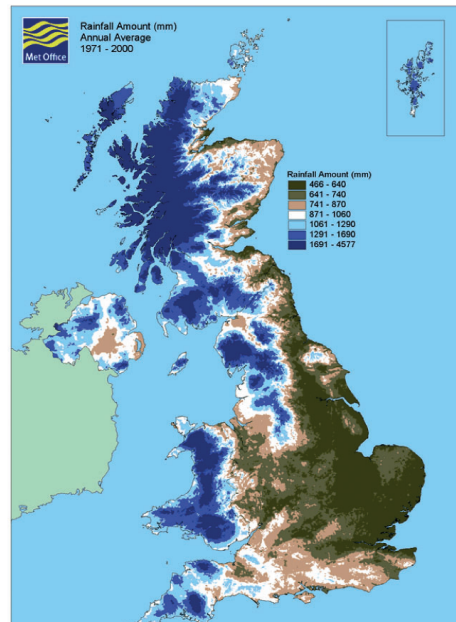 Met Office
Rainfall Amount (mm)
Annual Average
1971 - 2000
Rainfall Amount (mm)
466 - 640
641 - 740
741 - 870
871 - 1060
1061 - 1290
1291 - 1690
1691 - 4577